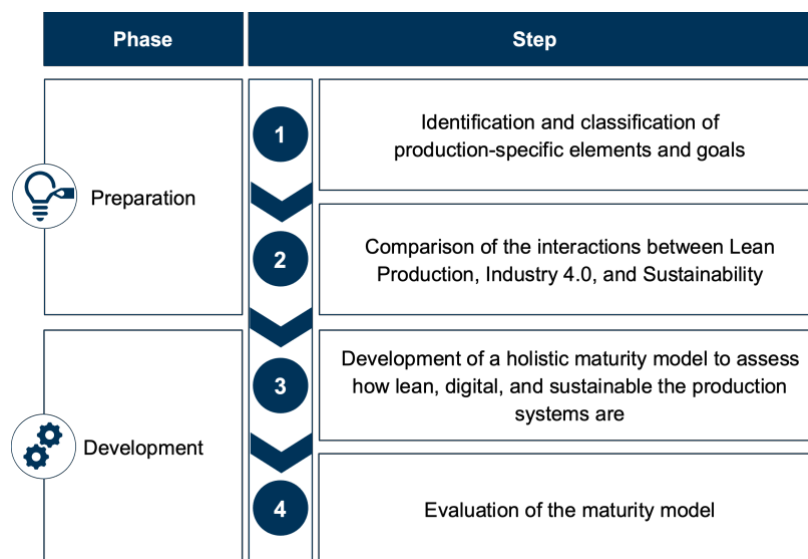 Phase
Step
Preparation
1
Identification and classification of
production-specific elements and goals
2
Comparison of the interactions between Lean
Production, Industry 4.0, and Sustainability
Development
3
Development of a holistic maturity model to assess
how lean, digital, and sustainable the production
systems are
4
Evaluation of the maturity model